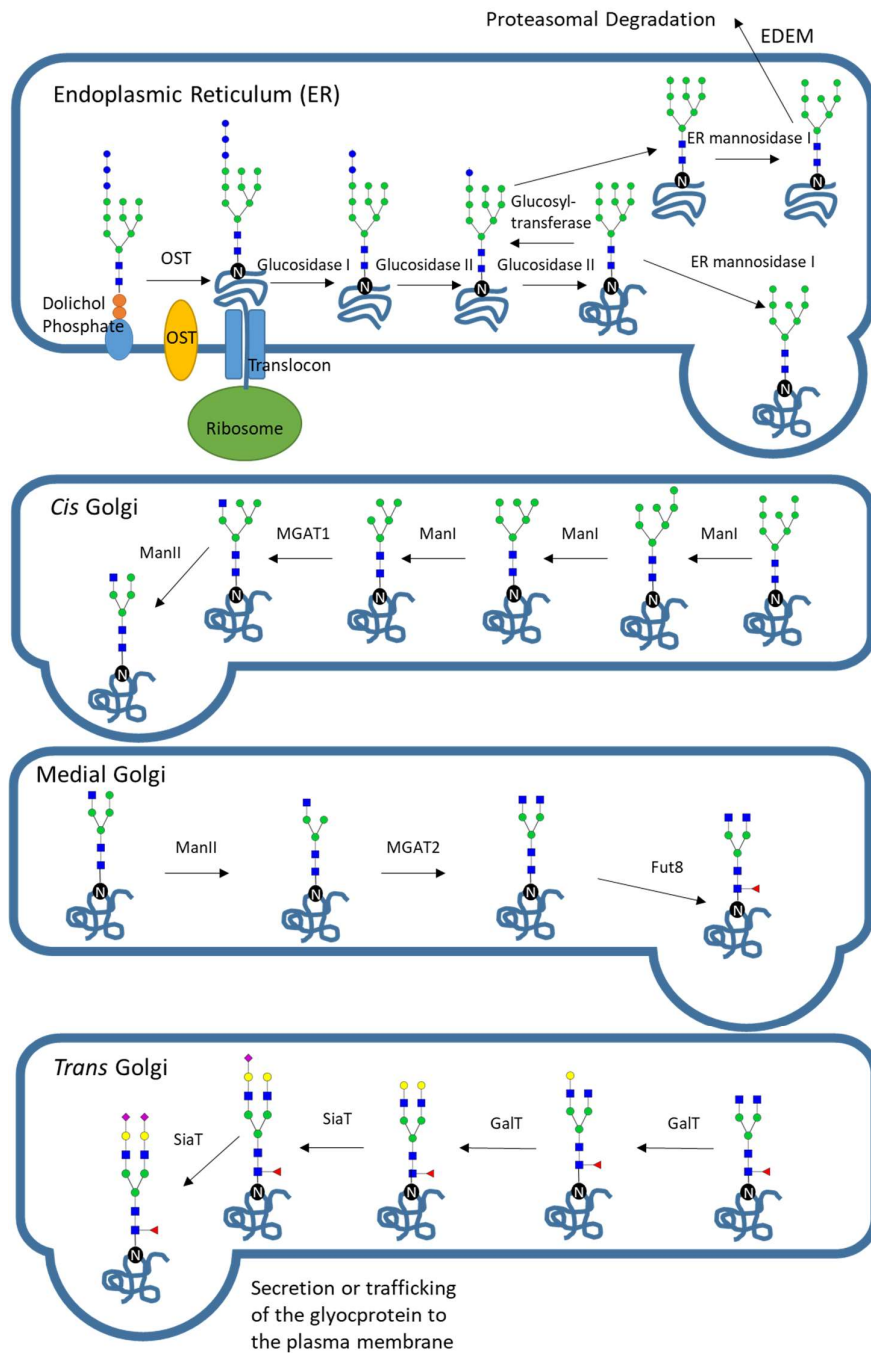 Proteasomal Degradation
EDEM
Endoplasmic Reticulum (ER)
ER mannosidase I
N
N
Glucosyl-
transferase
OST
N
Glucosidase I
N
Glucosidase II
N
Glucosidase II
N
ER mannosidase I
Dolichol
Phosphate
OST
Translocon
Ribosome
N
Cis Golgi
ManII
MGAT1
ManI
ManI
ManI
N
N
N
N
N
N
Medial Golgi
ManII
MGAT2
Fut8
N
N
N
N
Trans Golgi
SiaT
SiaT
GalT
GalT
N
N
N
N
N
Secretion or trafficking
of the glyocprotein to
the plasma membrane